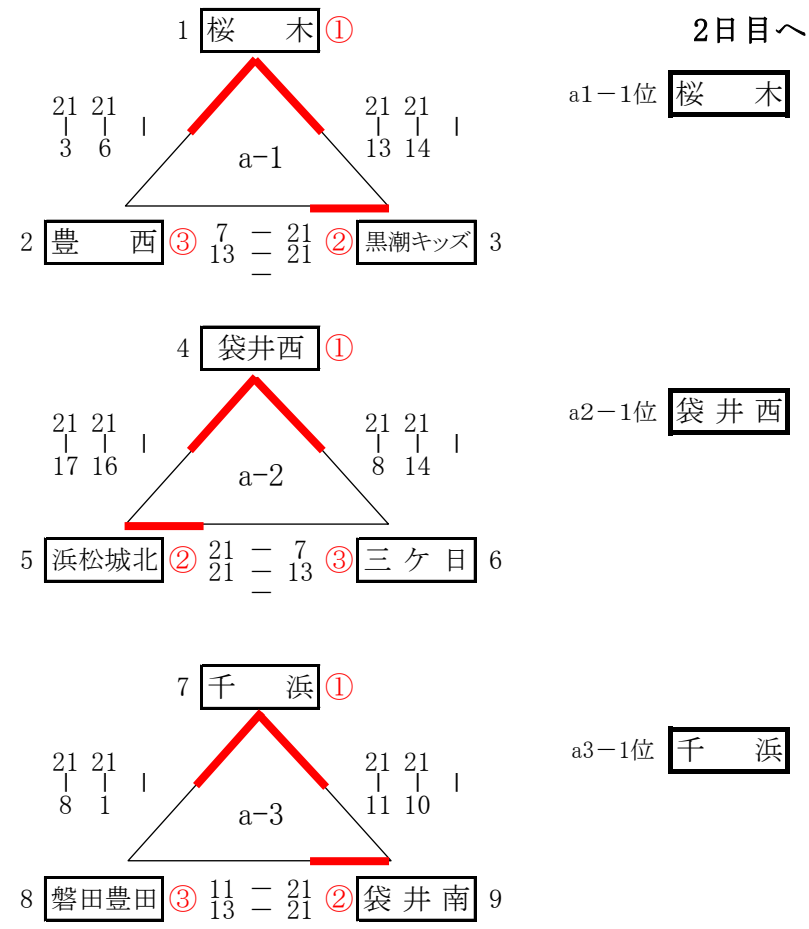 1 桜 木 ① 2日目へ
a1－1位 桜 木
21 21 21 21
| | | | | |
3 6 13 14
a-1
2 豊 西 ③ 7 － 21 ② 黒潮キッズ 3
13 － 21
－
4 袋井西 ①
a2－1位 袋 井 西
21 21 21 21
| | | | | |
17 16 8 14
a-2
5 浜松城北 ② 21 － 7 ③ 三 ケ 日 6
21 － 13
－
7 千 浜 ①
a3－1位 千 浜
21 21 21 21
| | | | | |
8 1 11 10
a-3
8 磐田豊田 ③ 11 － 21 ② 袋 井 南 9
13 － 21